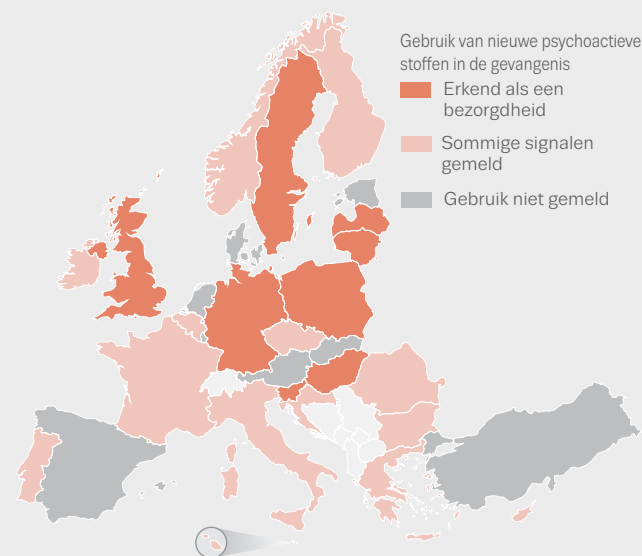 Gebruik van nieuwe psychoactieve
stoffen in de gevangenis
Erkend als een
bezorgdheid
Sommige signalen
gemeld
Gebruik niet gemeld